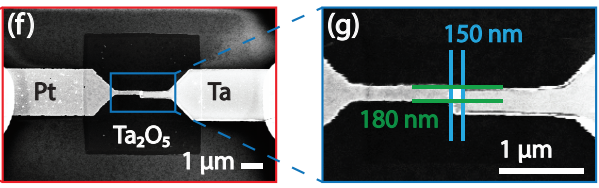 (f)
Pt
Ta
Ta₂O₅
1 µm
(g)
150 nm
180 nm
1 µm